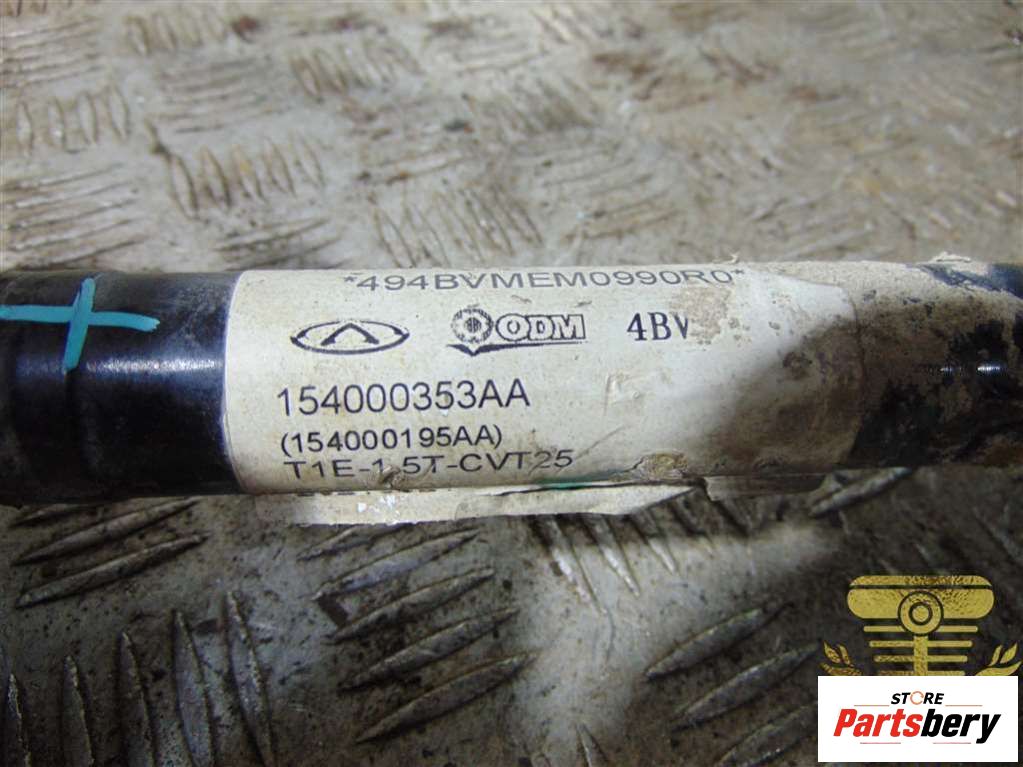 *494BVMEM0990R0*
ODM 4BV
154000353AA
(154000195AA)
T1E-1.5T-CVT25
STORE
Partsbery